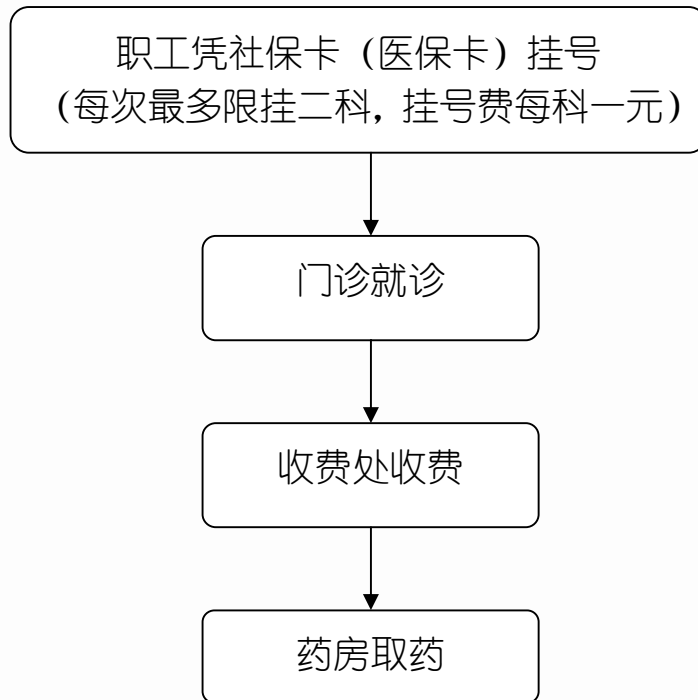 职工凭社保卡（医保卡）挂号
（每次最多限挂二科，挂号费每科一元）
门诊就诊
收费处收费
药房取药